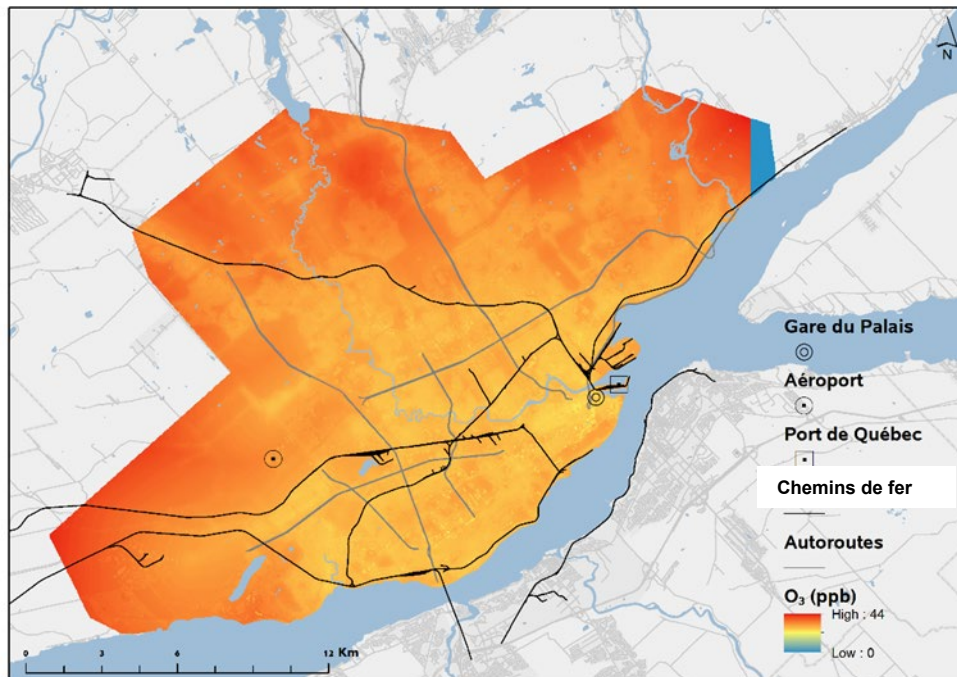 N
Gare du Palais
Aéroport
Port de Québec
Chemins de fer
Autoroutes
O₃ (ppb)
High : 44
Low : 0
0 3 6 12 Km